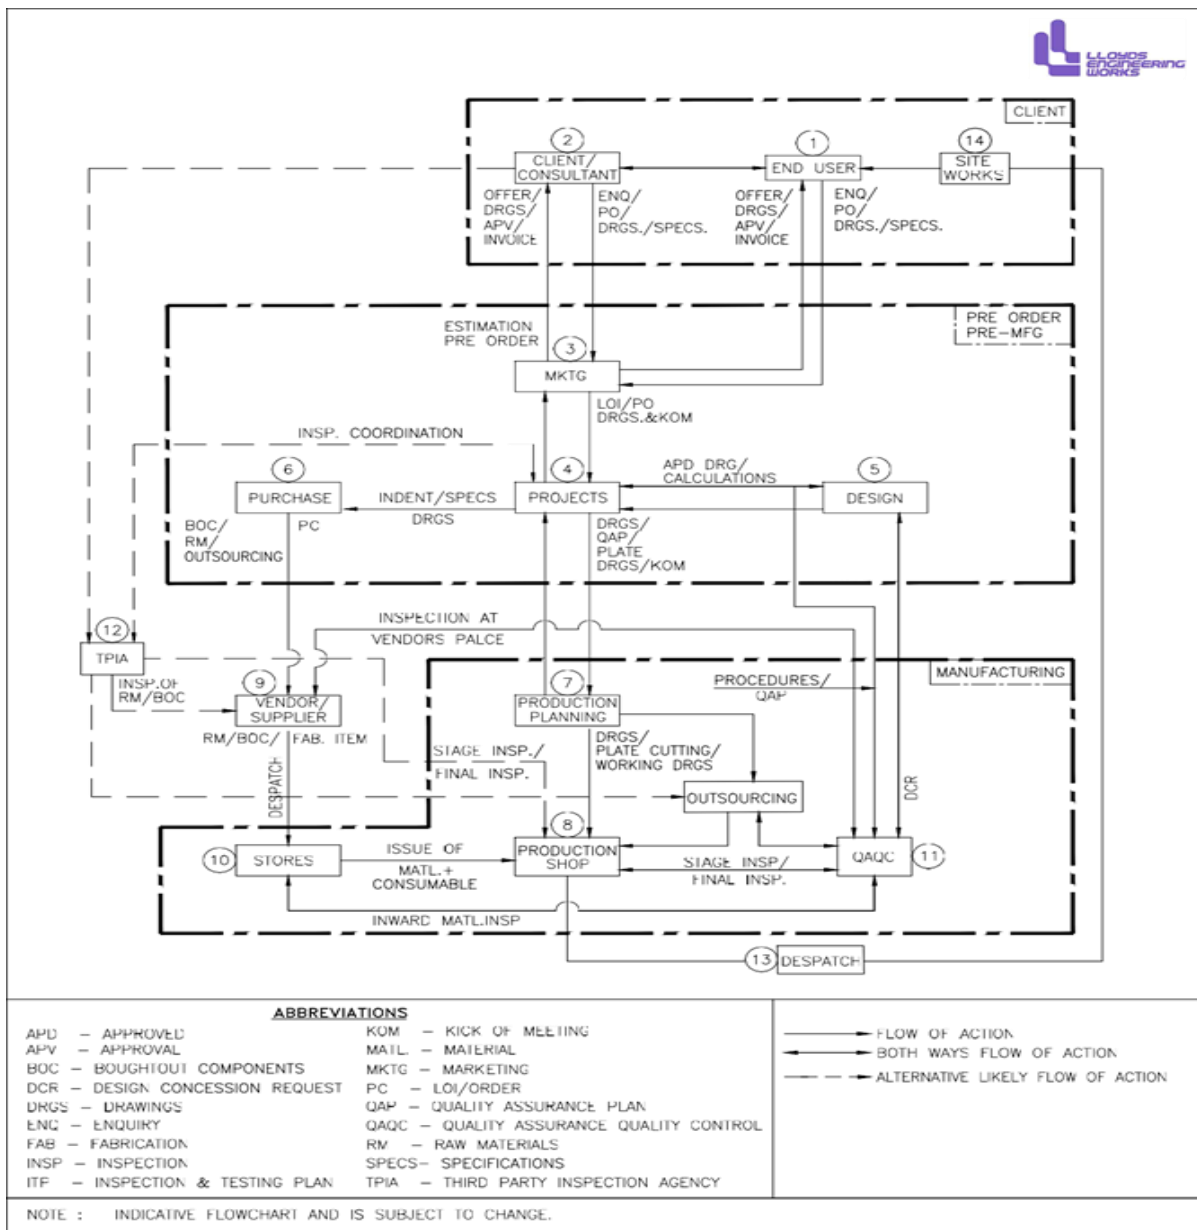 LLOYDS
ENGINEERING
WORKS
CLIENT
2
1
14
CLIENT/
CONSULTANT
END USER
SITE
WORKS
OFFER/
DRGS/
APV/
INVOICE
ENQ/
PO/
DRGS./SPECS.
OFFER/
DRGS/
APV/
INVOICE
ENQ/
PO/
DRGS./SPECS.
PRE ORDER
PRE-MFG
ESTIMATION
PRE ORDER
3
MKTG
LOI/PO
DRGS.&KOM
INSP. COORDINATION
6
4
5
APD DRG/
CALCULATIONS
PURCHASE
INDENT/SPECS
DRGS
PROJECTS
DESIGN
BOC/
RM/
OUTSOURCING
PC
DRGS/
QAP/
PLATE
DRGS/KOM
INSPECTION AT
VENDORS PALCE
12
TPIA
INSP.OF
RM/BOC
MANUFACTURING
9
7
PROCEDURES/
QAP
VENDOR/
SUPPLIER
PRODUCTION
PLANNING
RM/BOC/ FAB. ITEM
STAGE INSP./
FINAL INSP.
DRGS/
PLATE CUTTING/
WORKING DRGS
DESPATCH
DCR
OUTSOURCING
8
10
STORES
ISSUE OF
MATL.+
CONSUMABLE
PRODUCTION
SHOP
STAGE INSP/
FINAL INSP.
QAQC
11
INWARD MATL.INSP
13
DESPATCH
ABBREVIATIONS
APD – APPROVED
APV – APPROVAL
BOC – BOUGHTOUT COMPONENTS
DCR – DESIGN CONCESSION REQUEST
DRGS – DRAWINGS
ENQ – ENQUIRY
FAB – FABRICATION
INSP – INSPECTION
ITF – INSPECTION & TESTING PLAN
KOM – KICK OF MEETING
MATL. – MATERIAL
MKTG – MARKETING
PC – LOI/ORDER
QAP – QUALITY ASSURANCE PLAN
QAQC – QUALITY ASSURANCE QUALITY CONTROL
RM – RAW MATERIALS
SPECS– SPECIFICATIONS
TPIA – THIRD PARTY INSPECTION AGENCY
FLOW OF ACTION
BOTH WAYS FLOW OF ACTION
ALTERNATIVE LIKELY FLOW OF ACTION
NOTE : INDICATIVE FLOWCHART AND IS SUBJECT TO CHANGE.